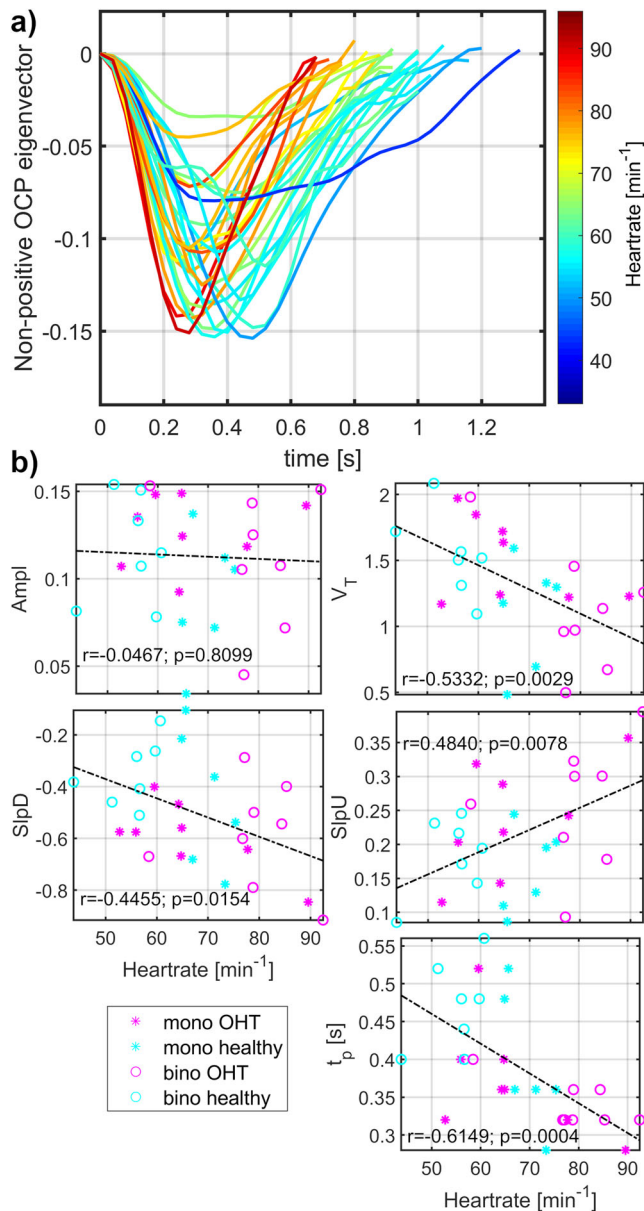 a)
0
-0.05
-0.1
-0.15
Non-positive OCP eigenvector
0 0.2 0.4 0.6 0.8 1.0 1.2
time [s]
90
80
70
60
50
40
Heartrate [min⁻¹]
b)
0.15
0.1
0.05
Ampl
r=-0.0467; p=0.8099
2
1.5
1
0.5
V_T
r=-0.5332; p=0.0029
-0.2
-0.4
-0.6
-0.8
SlpD
r=-0.4455; p=0.0154
50 60 70 80 90
Heartrate [min⁻¹]
0.35
0.3
0.25
0.2
0.15
0.1
SlpU
r=0.4840; p=0.0078
mono OHT
mono healthy
bino OHT
bino healthy
0.55
0.5
0.45
0.4
0.35
0.3
t_p [s]
r=-0.6149; p=0.0004
50 60 70 80 90
Heartrate [min⁻¹]